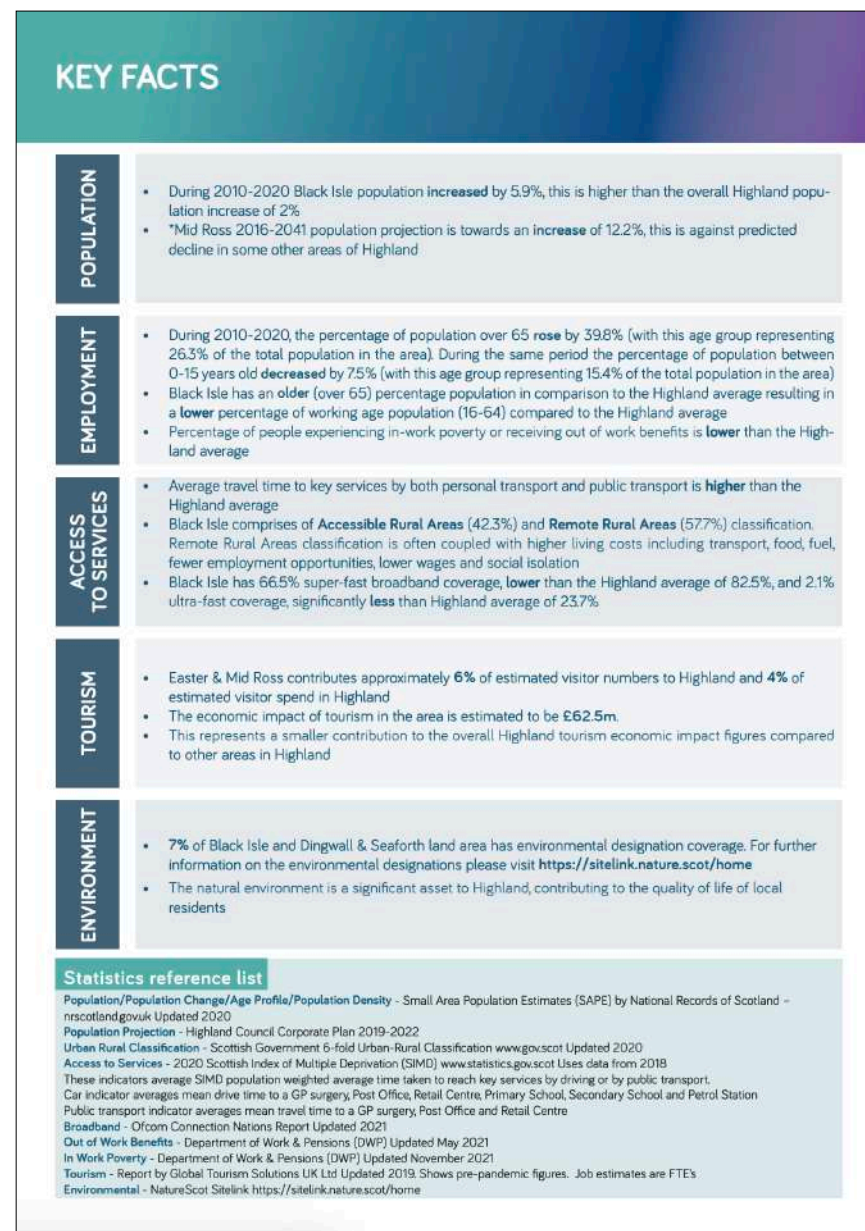 KEY FACTS
POPULATION
• During 2010-2020 Black Isle population increased by 5.9%, this is higher than the overall Highland popu-
lation increase of 2%
• *Mid Ross 2016-2041 population projection is towards an increase of 12.2%, this is against predicted
decline in some other areas of Highland
EMPLOYMENT
• During 2010-2020, the percentage of population over 65 rose by 39.8% (with this age group representing
26.3% of the total population in the area). During the same period the percentage of population between
0-15 years old decreased by 7.5% (with this age group representing 15.4% of the total population in the area)
• Black Isle has an older (over 65) percentage population in comparison to the Highland average resulting in
a lower percentage of working age population (16-64) compared to the Highland average
• Percentage of people experiencing in-work poverty or receiving out of work benefits is lower than the High-
land average
ACCESS
TO SERVICES
• Average travel time to key services by both personal transport and public transport is higher than the
Highland average
• Black Isle comprises of Accessible Rural Areas (42.3%) and Remote Rural Areas (57.7%) classification.
Remote Rural Areas classification is often coupled with higher living costs including transport, food, fuel,
fewer employment opportunities, lower wages and social isolation
• Black Isle has 66.5% super-fast broadband coverage, lower than the Highland average of 82.5%, and 2.1%
ultra-fast coverage, significantly less than Highland average of 23.7%
TOURISM
• Easter & Mid Ross contributes approximately 6% of estimated visitor numbers to Highland and 4% of
estimated visitor spend in Highland
• The economic impact of tourism in the area is estimated to be £62.5m.
• This represents a smaller contribution to the overall Highland tourism economic impact figures compared
to other areas in Highland
ENVIRONMENT
• 7% of Black Isle and Dingwall & Seaforth land area has environmental designation coverage. For further
information on the environmental designations please visit https://sitelink.nature.scot/home
• The natural environment is a significant asset to Highland, contributing to the quality of life of local
residents
Statistics reference list
Population/Population Change/Age Profile/Population Density - Small Area Population Estimates (SAPE) by National Records of Scotland –
nrscotland.gov.uk Updated 2020
Population Projection - Highland Council Corporate Plan 2019-2022
Urban Rural Classification - Scottish Government 6-fold Urban-Rural Classification www.gov.scot Updated 2020
Access to Services - 2020 Scottish Index of Multiple Deprivation (SIMD) www.statistics.gov.scot Uses data from 2018
These indicators average SIMD population weighted average time taken to reach key services by driving or by public transport.
Car indicator averages mean drive time to a GP surgery, Post Office, Retail Centre, Primary School, Secondary School and Petrol Station
Public transport indicator averages mean travel time to a GP surgery, Post Office and Retail Centre
Broadband - Ofcom Connection Nations Report Updated 2021
Out of Work Benefits - Department of Work & Pensions (DWP) Updated May 2021
In Work Poverty - Department of Work & Pensions (DWP) Updated November 2021
Tourism - Report by Global Tourism Solutions UK Ltd Updated 2019. Shows pre-pandemic figures. Job estimates are FTE's
Environmental - NatureScot Sitelink https://sitelink.nature.scot/home